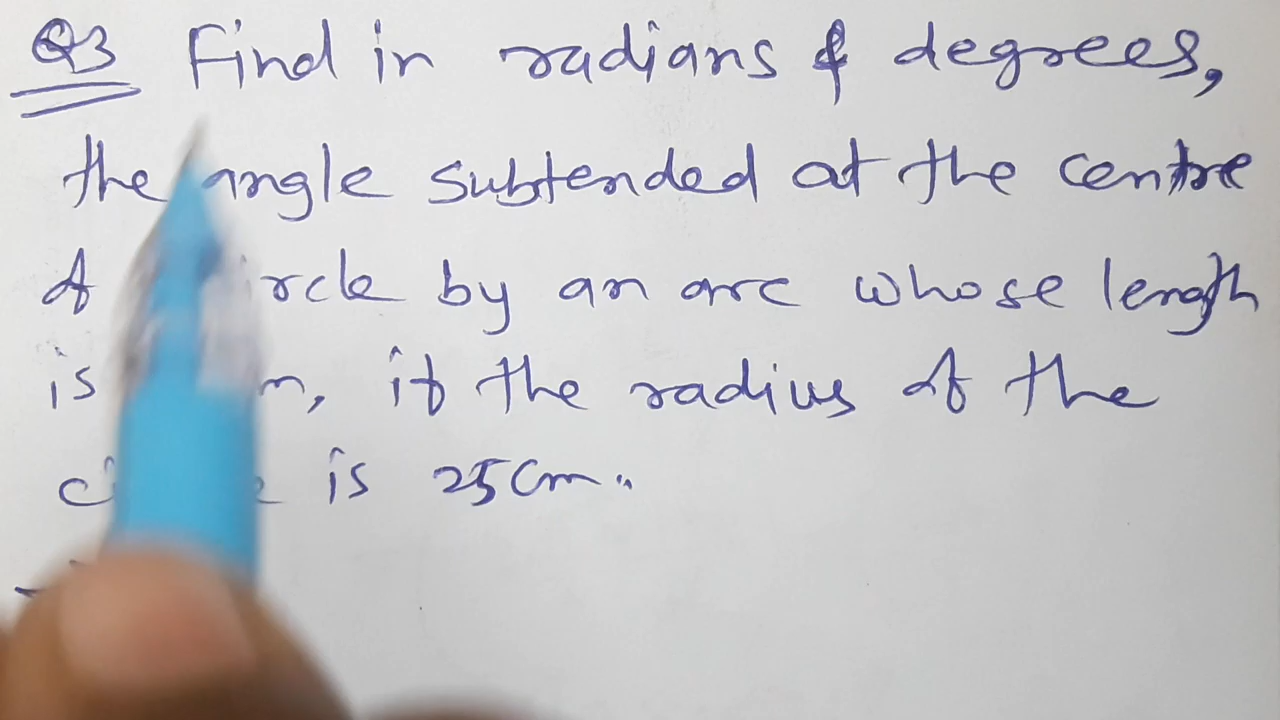 Q3 Find in radians & degrees,
the angle subtended at the centre
of by an arc whose length
is if the radius of the
is 25cm.